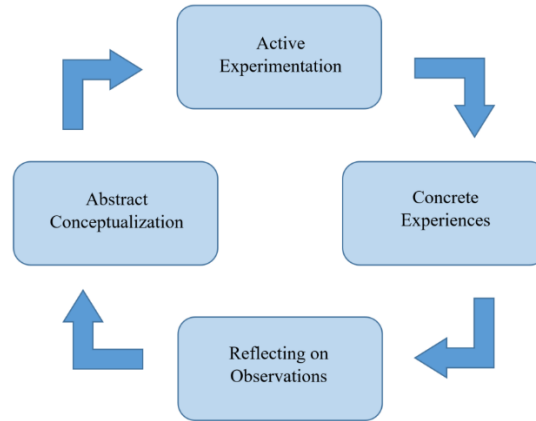 Active
Experimentation
Abstract
Conceptualization
Concrete
Experiences
Reflecting on
Observations